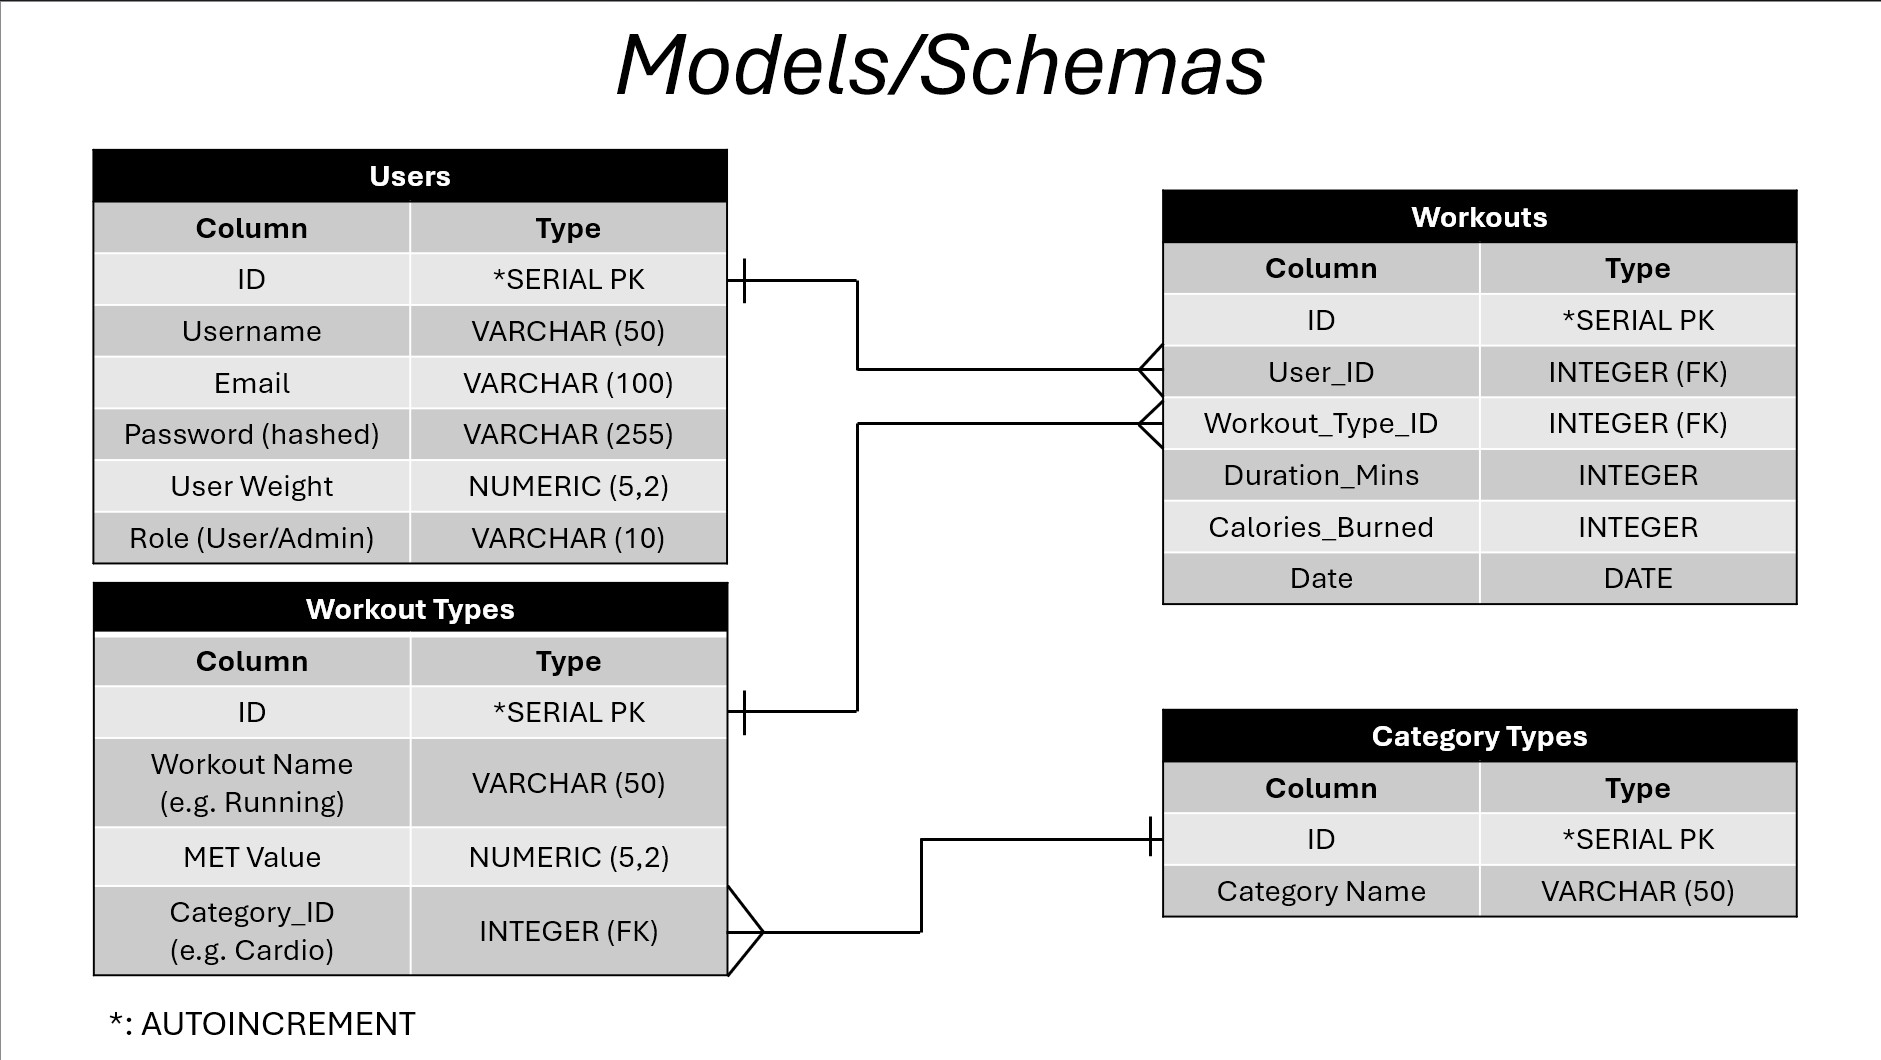 Models/Schemas
Users
Column Type
ID *SERIAL PK
Username VARCHAR (50)
Email VARCHAR (100)
Password (hashed) VARCHAR (255)
User Weight NUMERIC (5,2)
Role (User/Admin) VARCHAR (10)
Workout Types
Column Type
ID *SERIAL PK
Workout Name
(e.g. Running)
VARCHAR (50)
MET Value NUMERIC (5,2)
Category_ID
(e.g. Cardio)
INTEGER (FK)
*: AUTOINCREMENT
Workouts
Column Type
ID *SERIAL PK
User_ID INTEGER (FK)
Workout_Type_ID INTEGER (FK)
Duration_Mins INTEGER
Calories_Burned INTEGER
Date DATE
Category Types
Column Type
ID *SERIAL PK
Category Name VARCHAR (50)